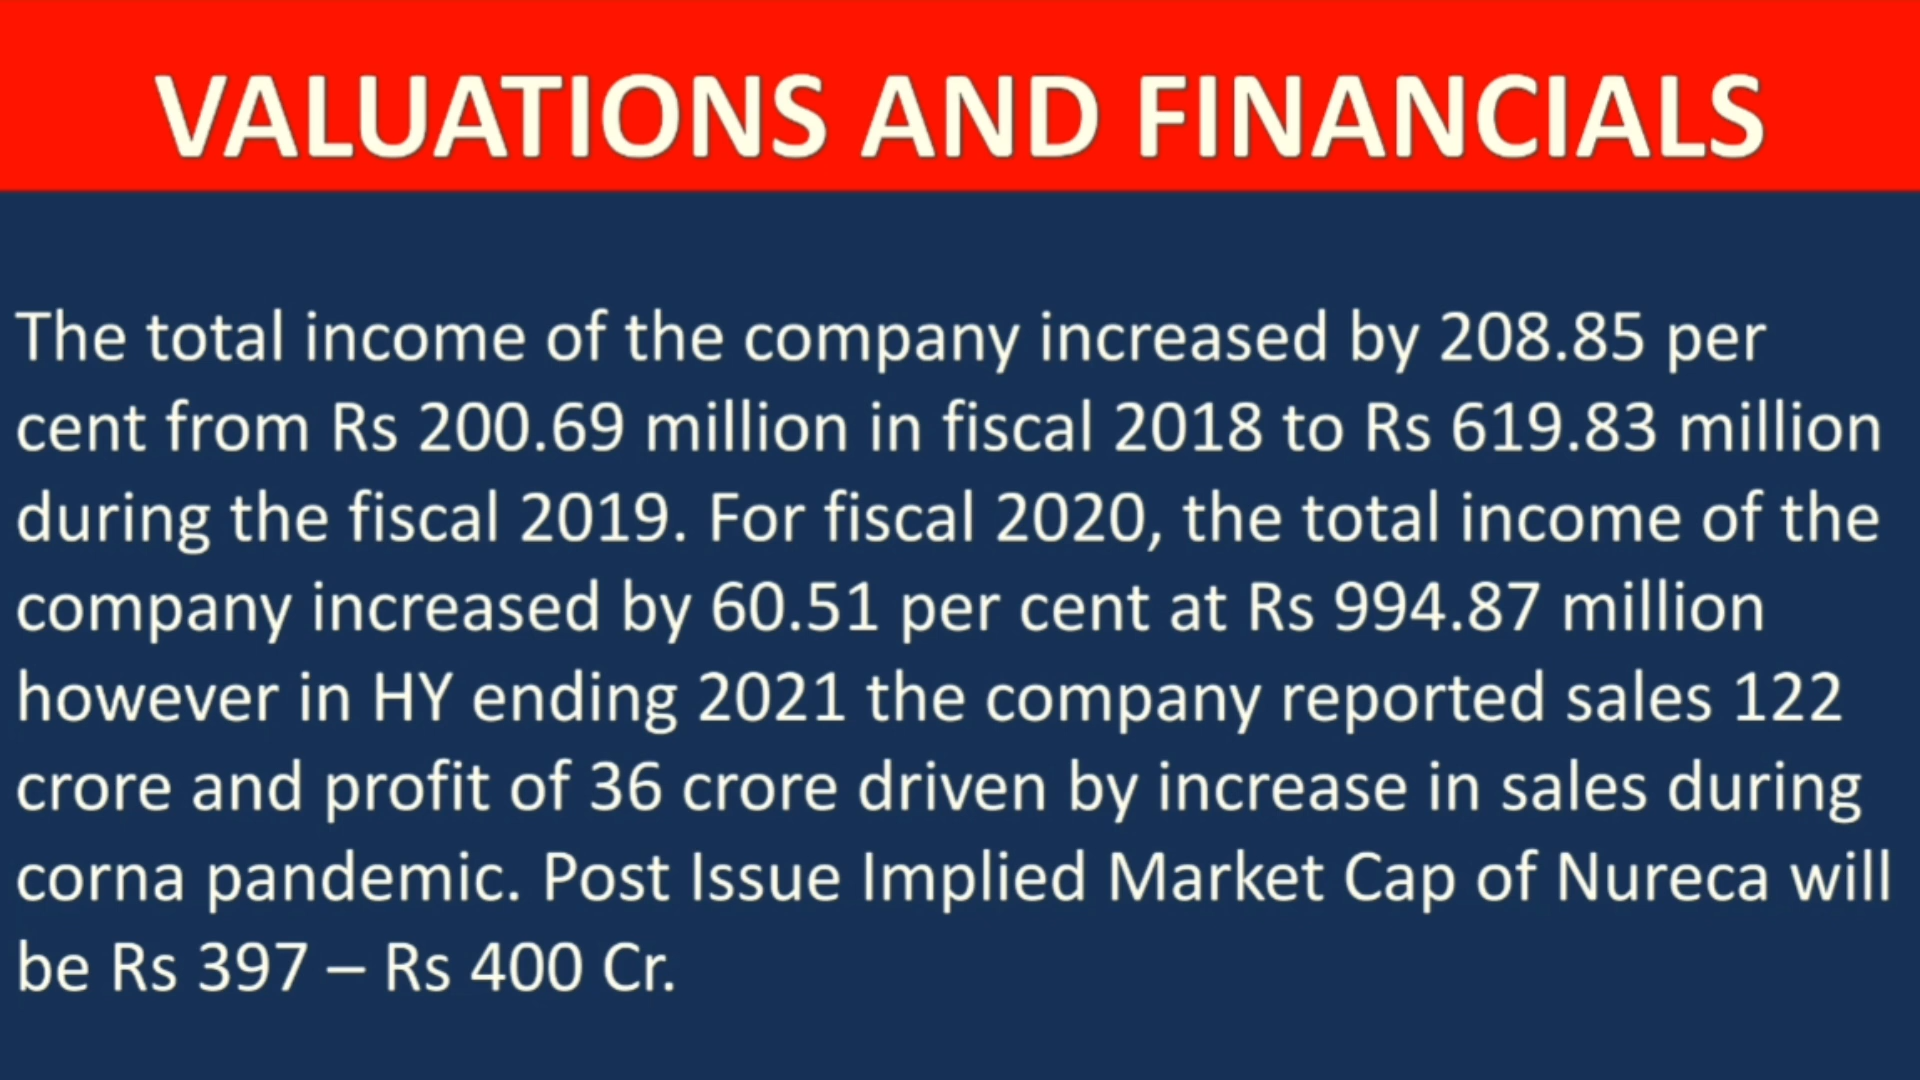 VALUATIONS AND FINANCIALS
The total income of the company increased by 208.85 per
cent from Rs 200.69 million in fiscal 2018 to Rs 619.83 million
during the fiscal 2019. For fiscal 2020, the total income of the
company increased by 60.51 per cent at Rs 994.87 million
however in HY ending 2021 the company reported sales 122
crore and profit of 36 crore driven by increase in sales during
corna pandemic. Post Issue Implied Market Cap of Nureca will
be Rs 397 – Rs 400 Cr.